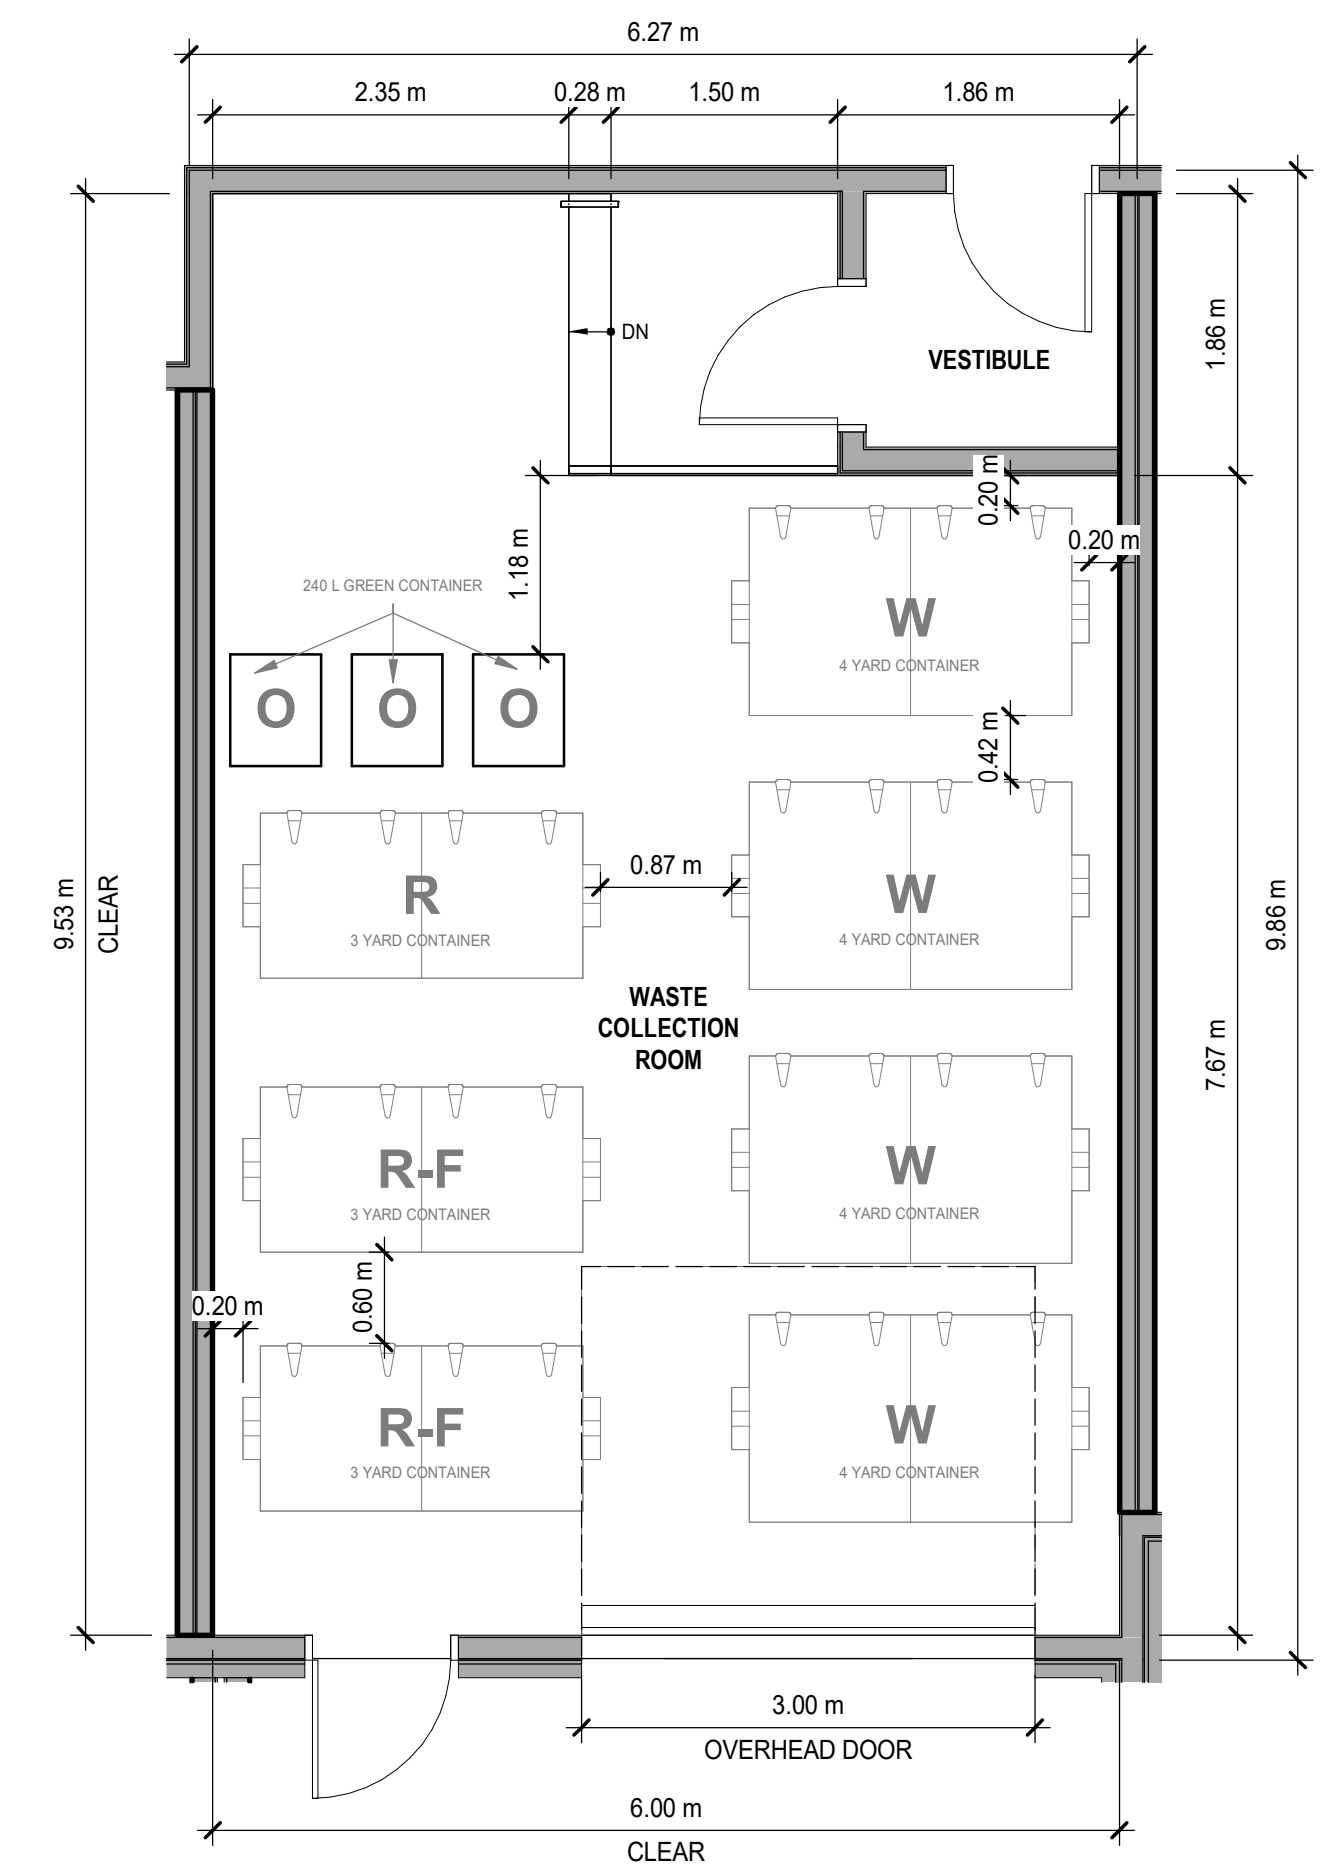 6.27 m
2.35 m
0.28 m
1.50 m
1.86 m
DN
VESTIBULE
1.86 m
0.20 m
0.20 m
1.18 m
240 L GREEN CONTAINER
W
4 YARD CONTAINER
O
O
O
0.42 m
0.87 m
R
3 YARD CONTAINER
W
4 YARD CONTAINER
9.53 m
CLEAR
9.86 m
WASTE
COLLECTION
ROOM
7.67 m
R-F
3 YARD CONTAINER
W
4 YARD CONTAINER
0.20 m
0.60 m
R-F
3 YARD CONTAINER
W
4 YARD CONTAINER
3.00 m
OVERHEAD DOOR
6.00 m
CLEAR